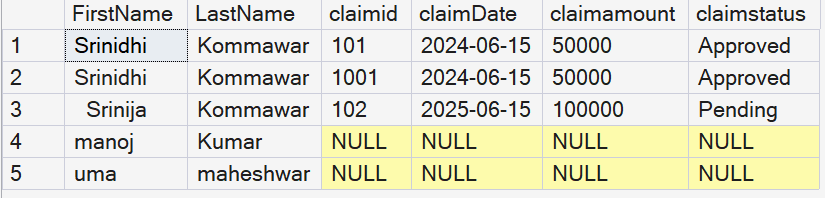 FirstName LastName claimid claimDate claimamount claimstatus
1 Srinidhi Kommawar 101 2024-06-15 50000 Approved
2 Srinidhi Kommawar 1001 2024-06-15 50000 Approved
3 Srinija Kommawar 102 2025-06-15 100000 Pending
4 manoj Kumar NULL NULL NULL NULL
5 uma maheshwar NULL NULL NULL NULL